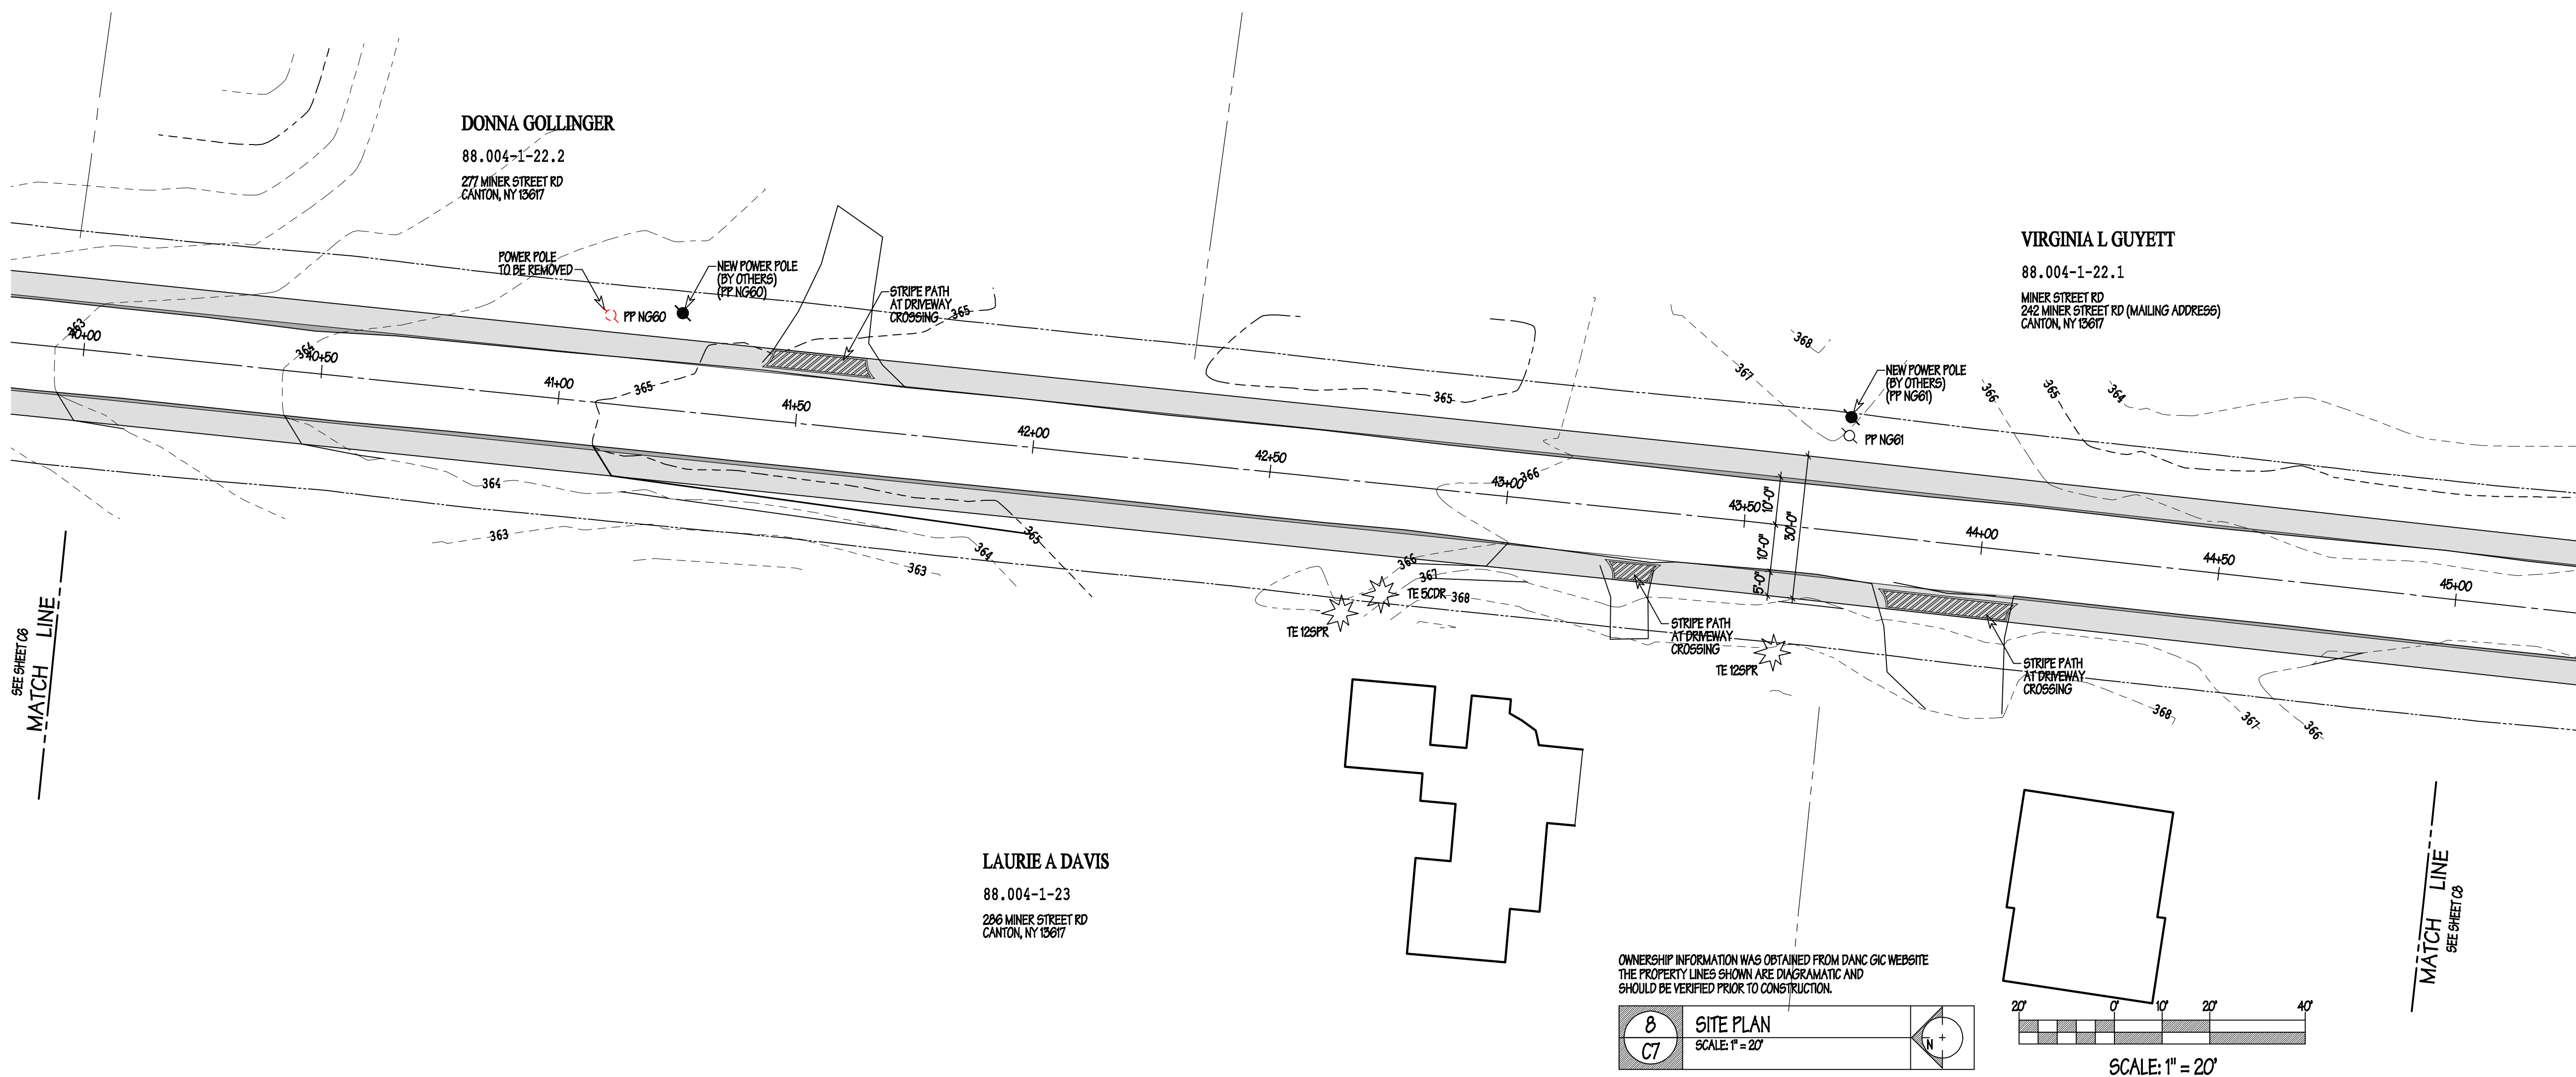 DONNA GOLLINGER
88.004-1-22.2
277 MINER STREET RD
CANTON, NY 13617
VIRGINIA L GUYETT
88.004-1-22.1
MINER STREET RD
242 MINER STREET RD (MAILING ADDRESS)
CANTON, NY 13617
POWER POLE
TO BE REMOVED
PP NG60
NEW POWER POLE
(BY OTHERS)
(PP NG60)
STRIPE PATH
AT DRIVEWAY
CROSSING
365
368
367
NEW POWER POLE
(BY OTHERS)
(PP NG61)
PP NG61
366
365
364
363
40+00
364
40+50
41+00
365
41+50
42+00
365
42+50
43+00
366
43+50
44+00
44+50
45+00
10'-0"
10'-0"
5'-0"
30'-0"
364
363
365
364
363
366
367
368
TE 5CDR
TE 12SPR
STRIPE PATH
AT DRIVEWAY
CROSSING
TE 12SPR
STRIPE PATH
AT DRIVEWAY
CROSSING
368
367
366
SEE SHEET C6
MATCH LINE
MATCH LINE
SEE SHEET C8
LAURIE A DAVIS
88.004-1-23
286 MINER STREET RD
CANTON, NY 13617
OWNERSHIP INFORMATION WAS OBTAINED FROM DANC GIC WEBSITE
THE PROPERTY LINES SHOWN ARE DIAGRAMATIC AND
SHOULD BE VERIFIED PRIOR TO CONSTRUCTION.
8
C7
SITE PLAN
SCALE: 1" = 20'
N
20' 0' 10' 20' 40'
SCALE: 1" = 20'